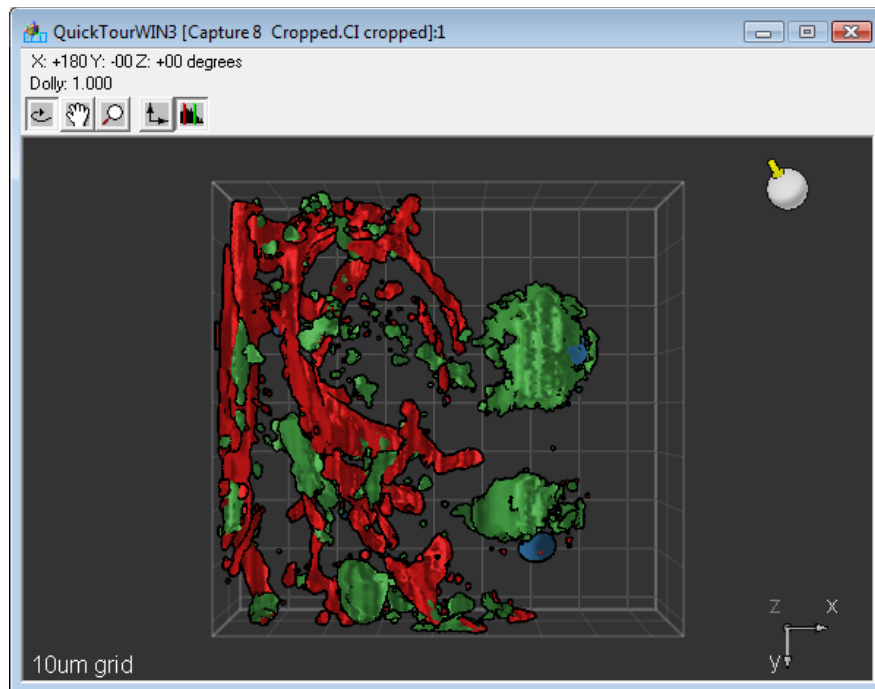 QuickTourWIN3 [Capture 8 Cropped.CI cropped]:1
X: +180 Y: -00 Z: +00 degrees
Dolly: 1.000
z x
y
10um grid